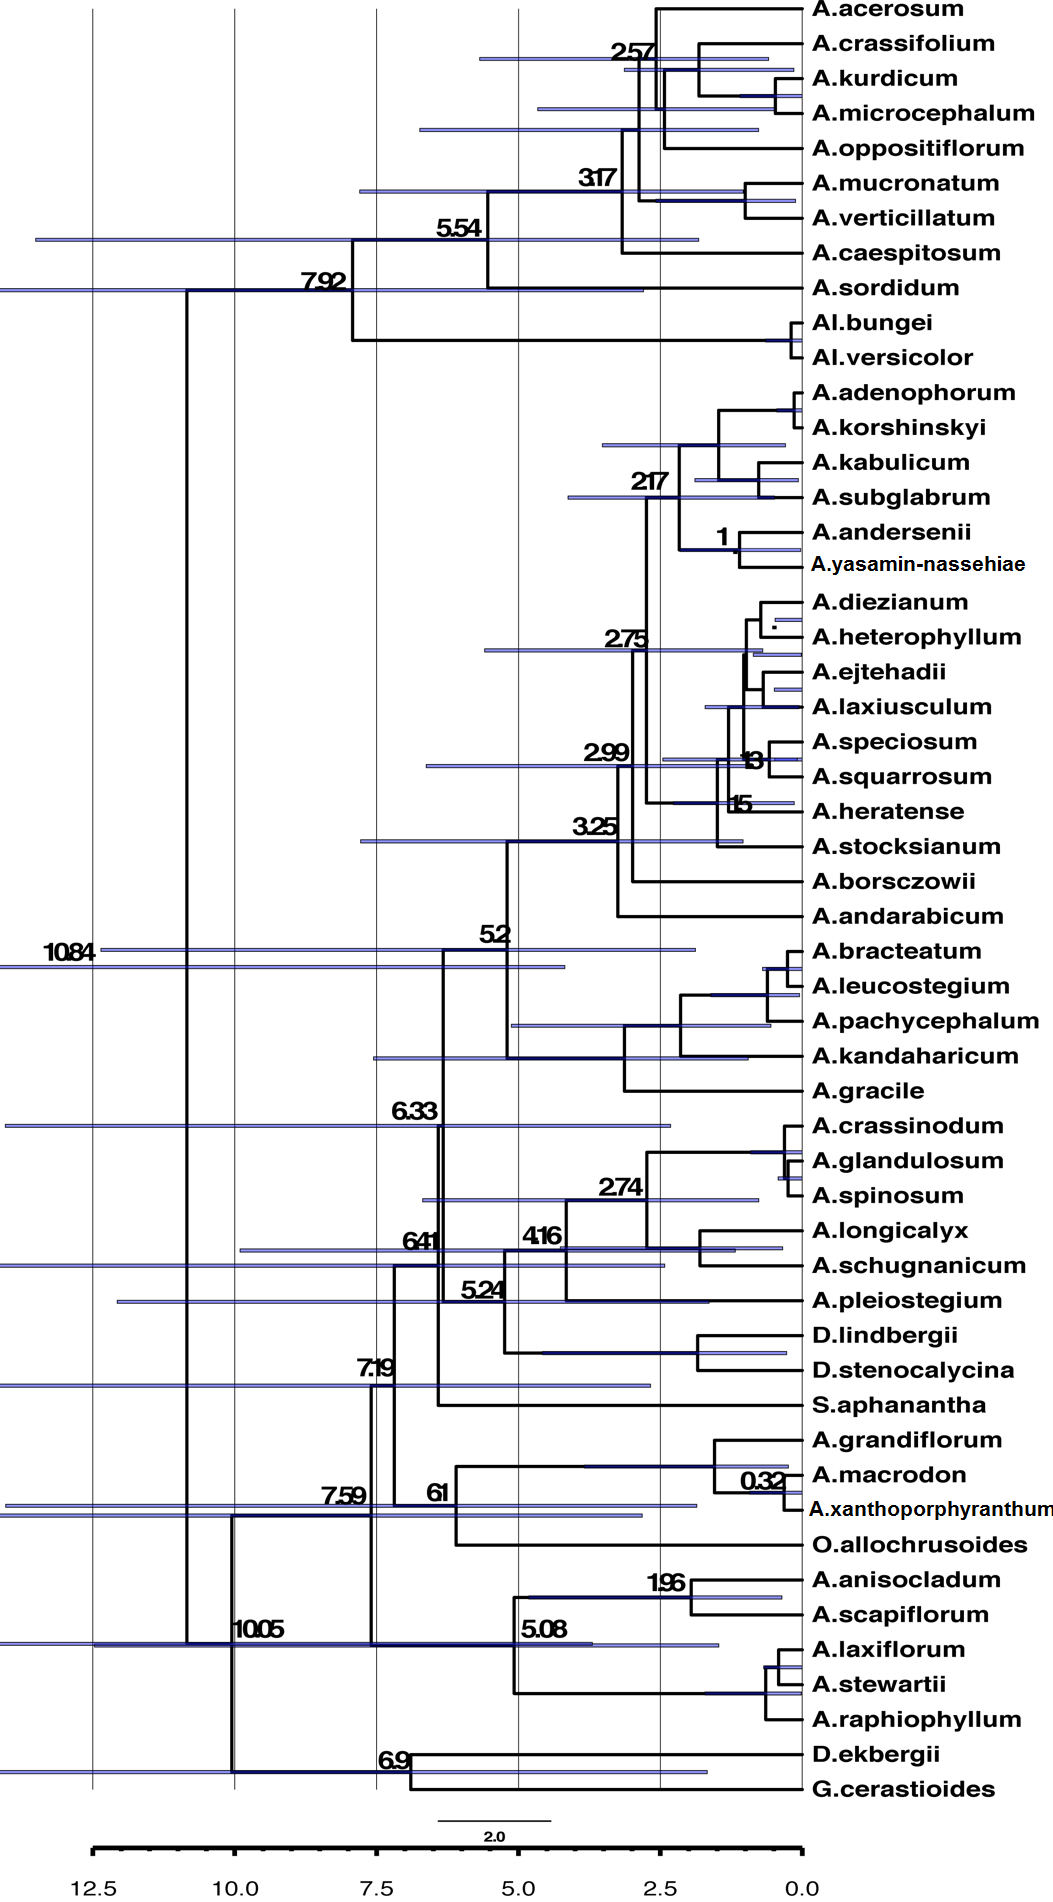 A.acerosum
2.57
A.crassifolium
A.kurdicum
A.microcephalum
A.oppositiflorum
3.17
A.mucronatum
A.verticillatum
5.54
A.caespitosum
7.92
A.sordidum
Al.bungei
Al.versicolor
A.adenophorum
A.korshinskyi
A.kabulicum
2.17
A.subglabrum
1
A.andersenii
A.yasamin-nassehiae
A.diezianum
2.75
A.heterophyllum
A.ejtehadii
A.laxiusculum
2.99
A.speciosum
1.3
A.squarrosum
1.5
A.heratense
3.25
A.stocksianum
A.borsczowii
A.andarabicum
5.2
10.84
A.bracteatum
A.leucostegium
A.pachycephalum
A.kandaharicum
A.gracile
6.33
A.crassinodum
A.glandulosum
2.74
A.spinosum
6.41
4.16
A.longicalyx
A.schugnanicum
5.24
A.pleiostegium
D.lindbergii
7.19
D.stenocalycina
S.aphanantha
A.grandiflorum
7.59
6.1
0.32
A.macrodon
A.xanthoporphyranthum
O.allochrusoides
1.96
A.anisocladum
A.scapiflorum
10.05
5.08
A.laxiflorum
A.stewartii
A.raphiophyllum
6.9
D.ekbergii
G.cerastioides
2.0
12.5 10.0 7.5 5.0 2.5 0.0